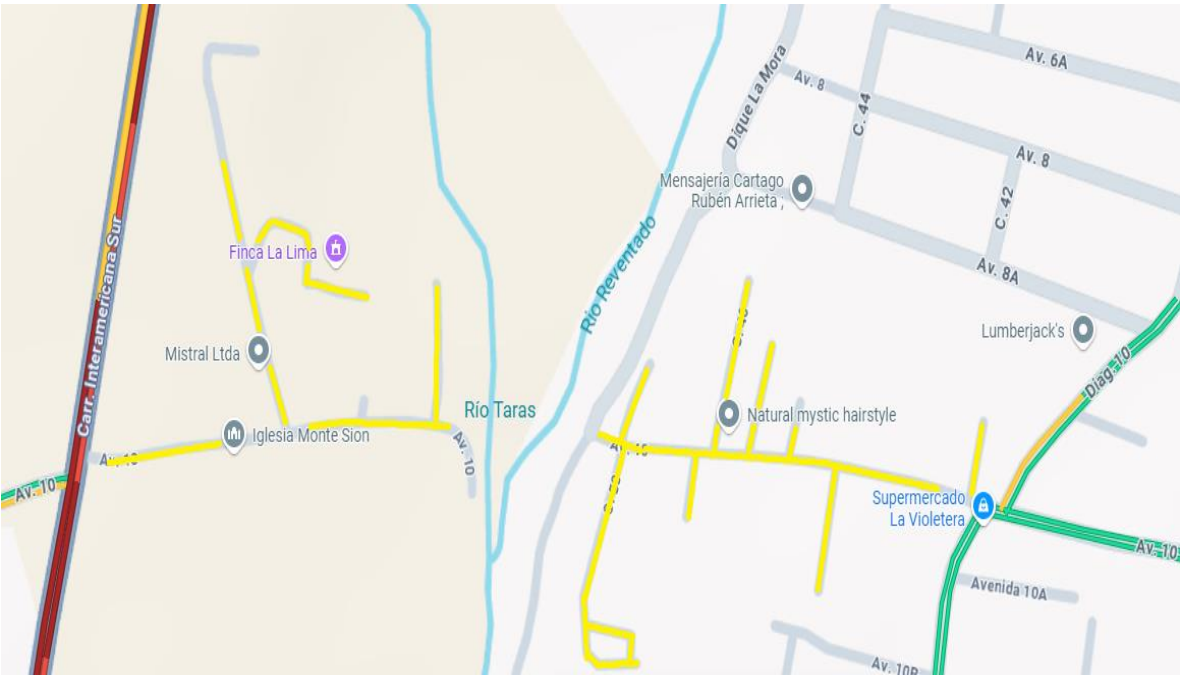 Av. 6A
Dique La Mora
Av. 8
C. 44
Av. 8
Mensajería Cartago
Rubén Arrieta ,
C. 42
Carr. Interamericana Sur
Finca La Lima
Río Reventado
Av. 8A
Lumberjack's
Mistral Ltda
Diag. 10
Río Taras
Natural mystic hairstyle
Iglesia Monte Sion
Av. 10
Av. 10
Supermercado
La Violetera
Av. 10
Avenida 10A
Av. 10B